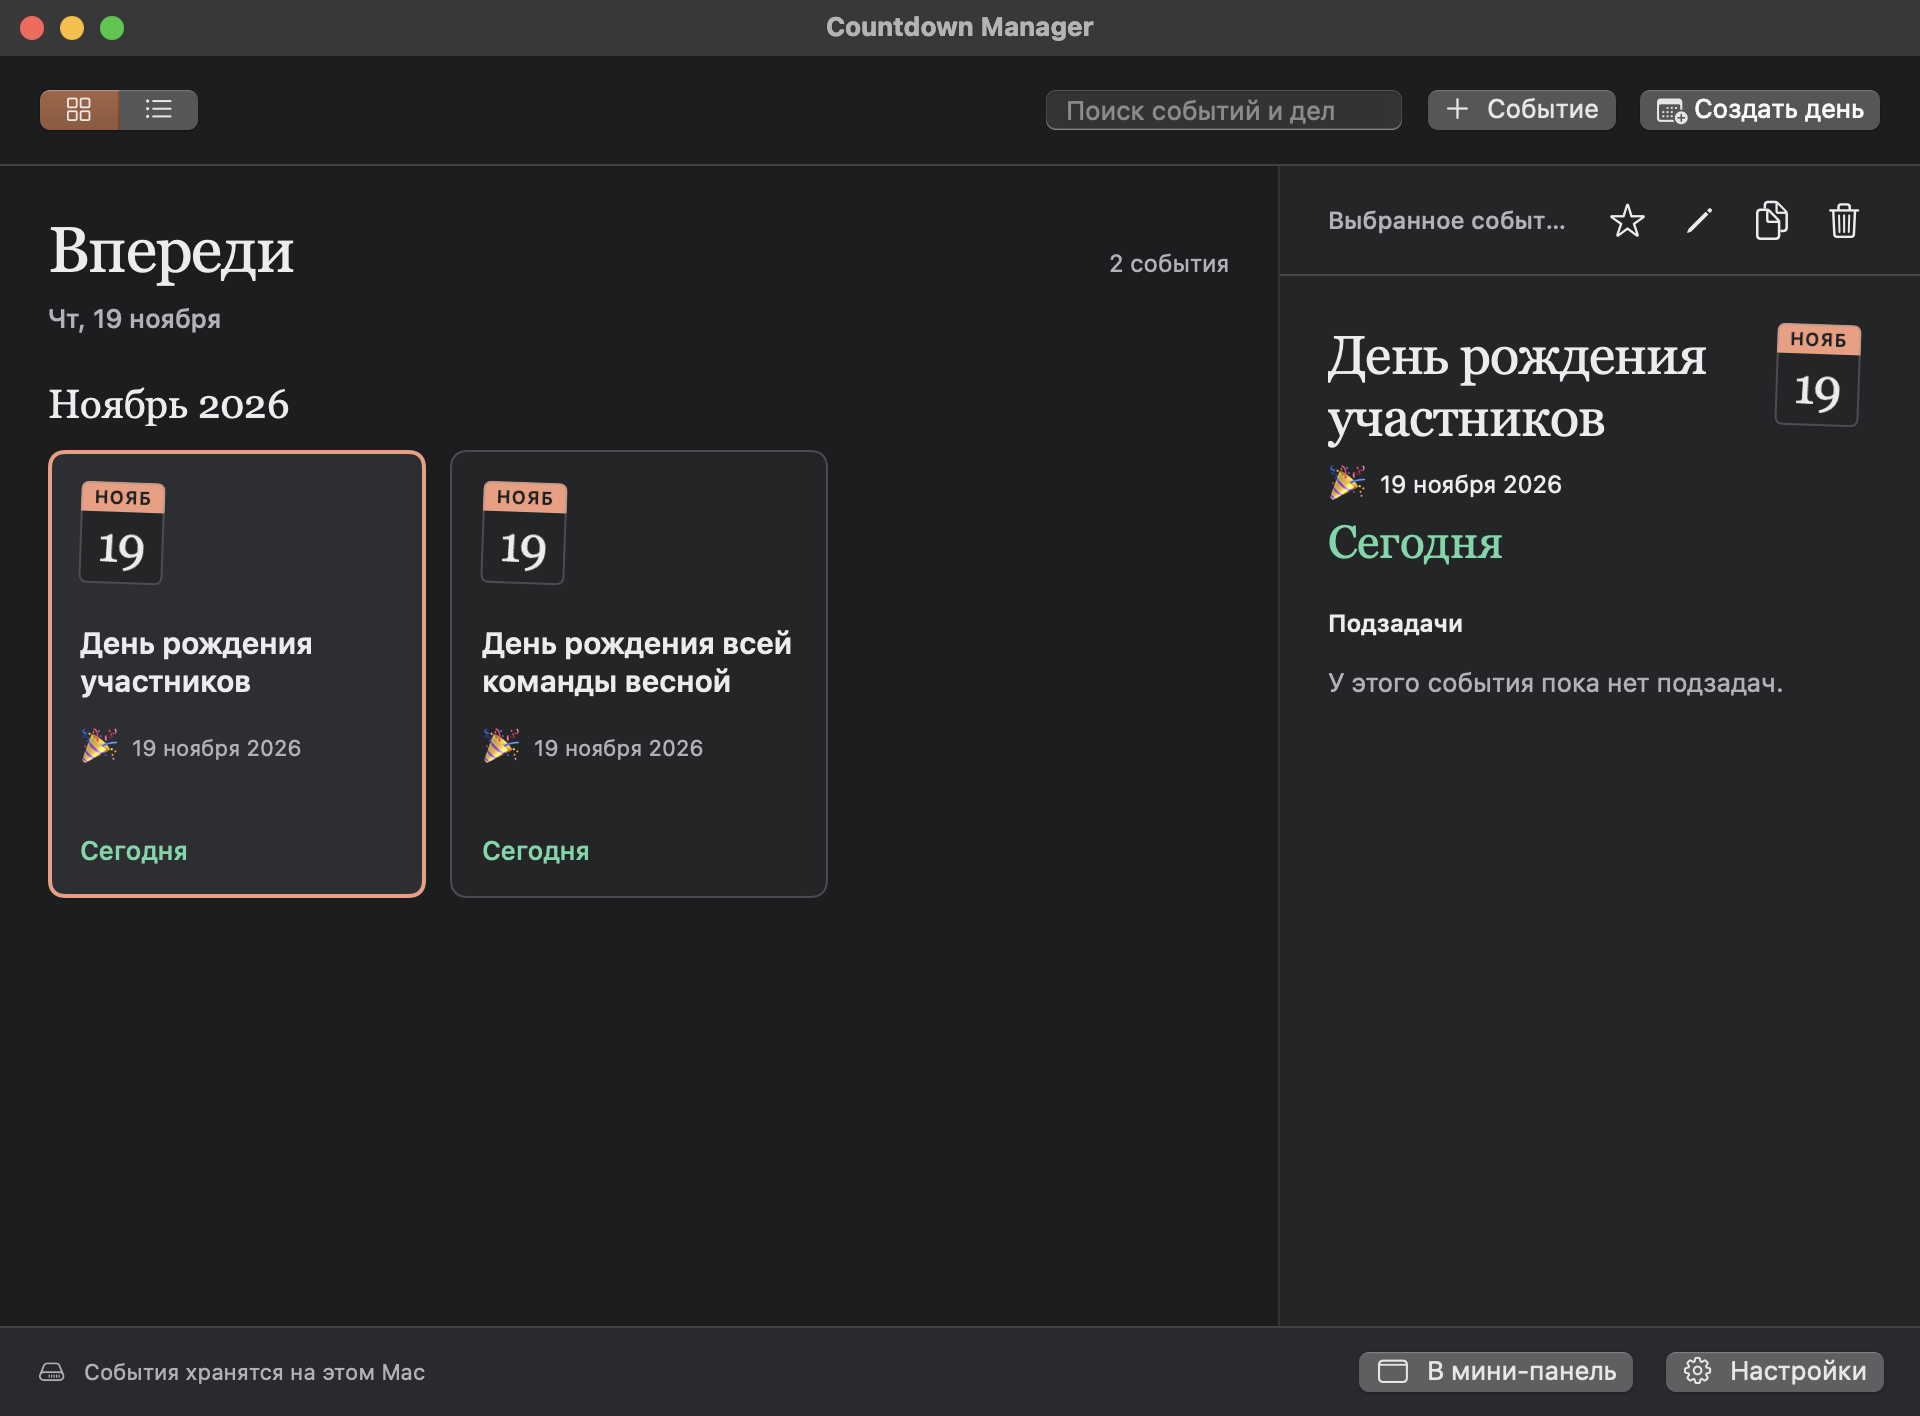 Countdown Manager
Поиск событий и дел
Событие
Создать день
Впереди
2 события
Чт, 19 ноября
Ноябрь 2026
НОЯБ
19
День рождения
участников
🎉 19 ноября 2026
Сегодня
НОЯБ
19
День рождения всей
команды весной
🎉 19 ноября 2026
Сегодня
Выбранное событ...
День рождения
участников
НОЯБ
19
🎉 19 ноября 2026
Сегодня
Подзадачи
У этого события пока нет подзадач.
События хранятся на этом Mac
В мини-панель
Настройки